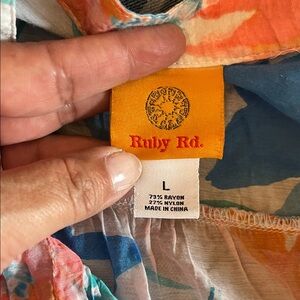 Ruby Rd.
L
73% RAYON
27% NYLON
MADE IN CHINA